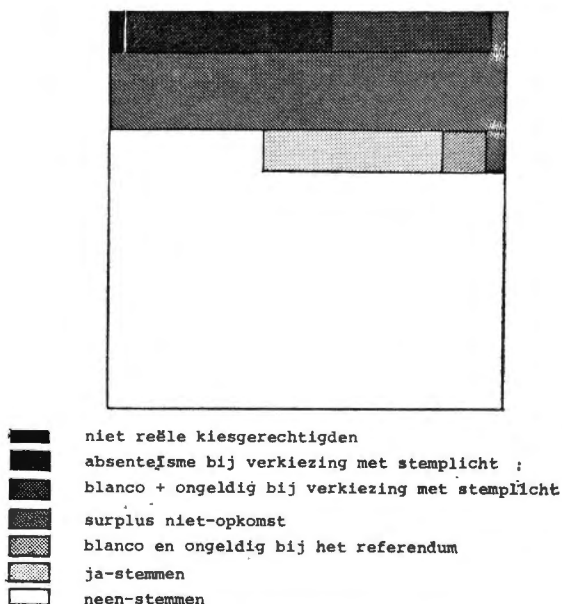 niet reële kiesgerechtigden
absenteïsme bij verkiezing met stemplicht ;
blanco + ongeldig bij verkiezing met stemplicht
surplus niet-opkomst
blanco en ongeldig bij het referendum
ja-stemmen
neen-stemmen